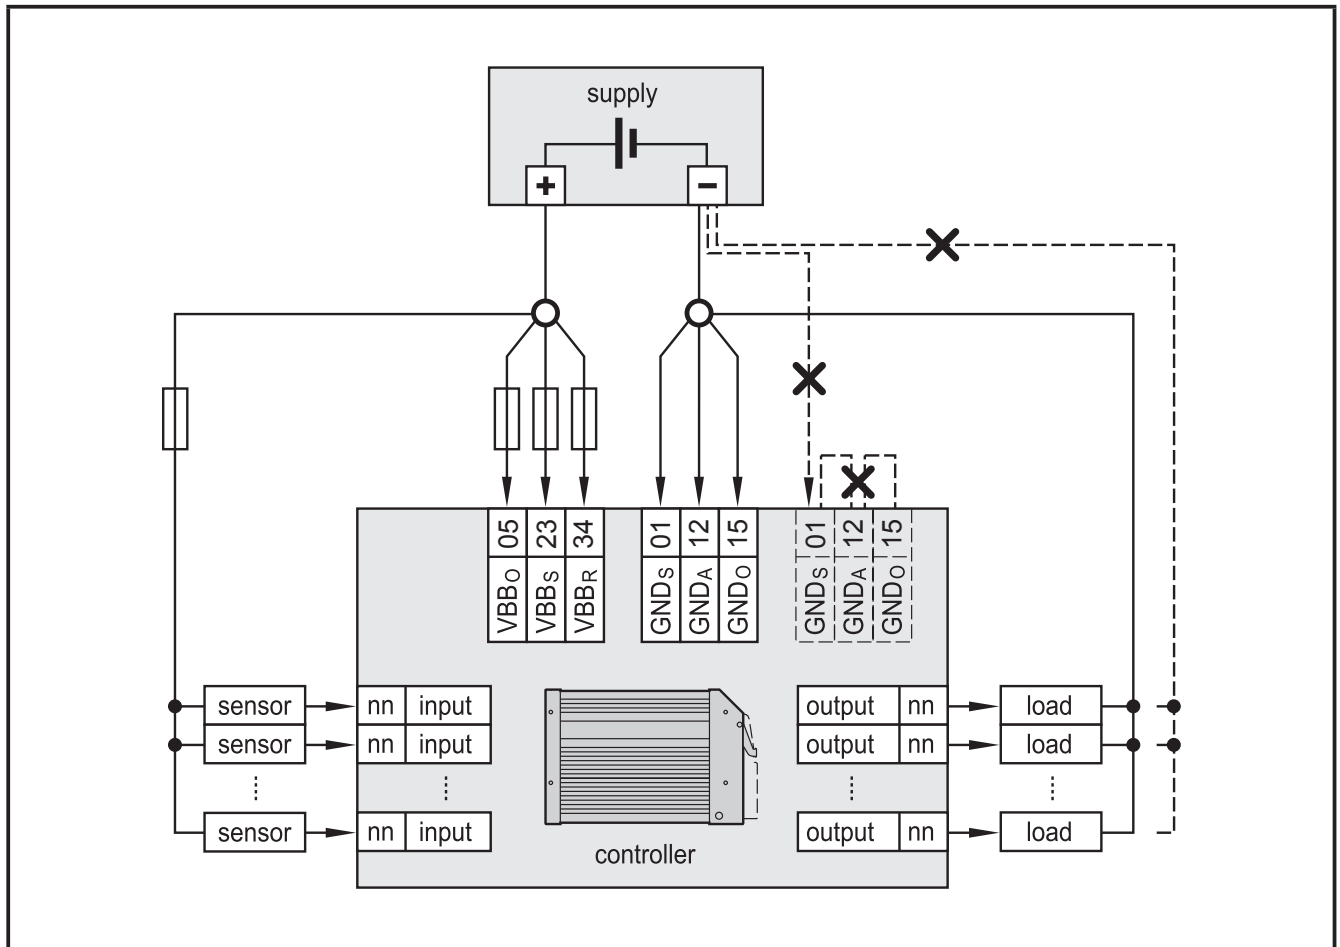 supply
+ −
05 23 34 01 12 15 01 12 15
VBBO VBBS VBBR GNDS GNDA GNDO GNDS GNDA GNDO
sensor nn input output nn load
sensor nn input output nn load
sensor nn input output nn load
controller